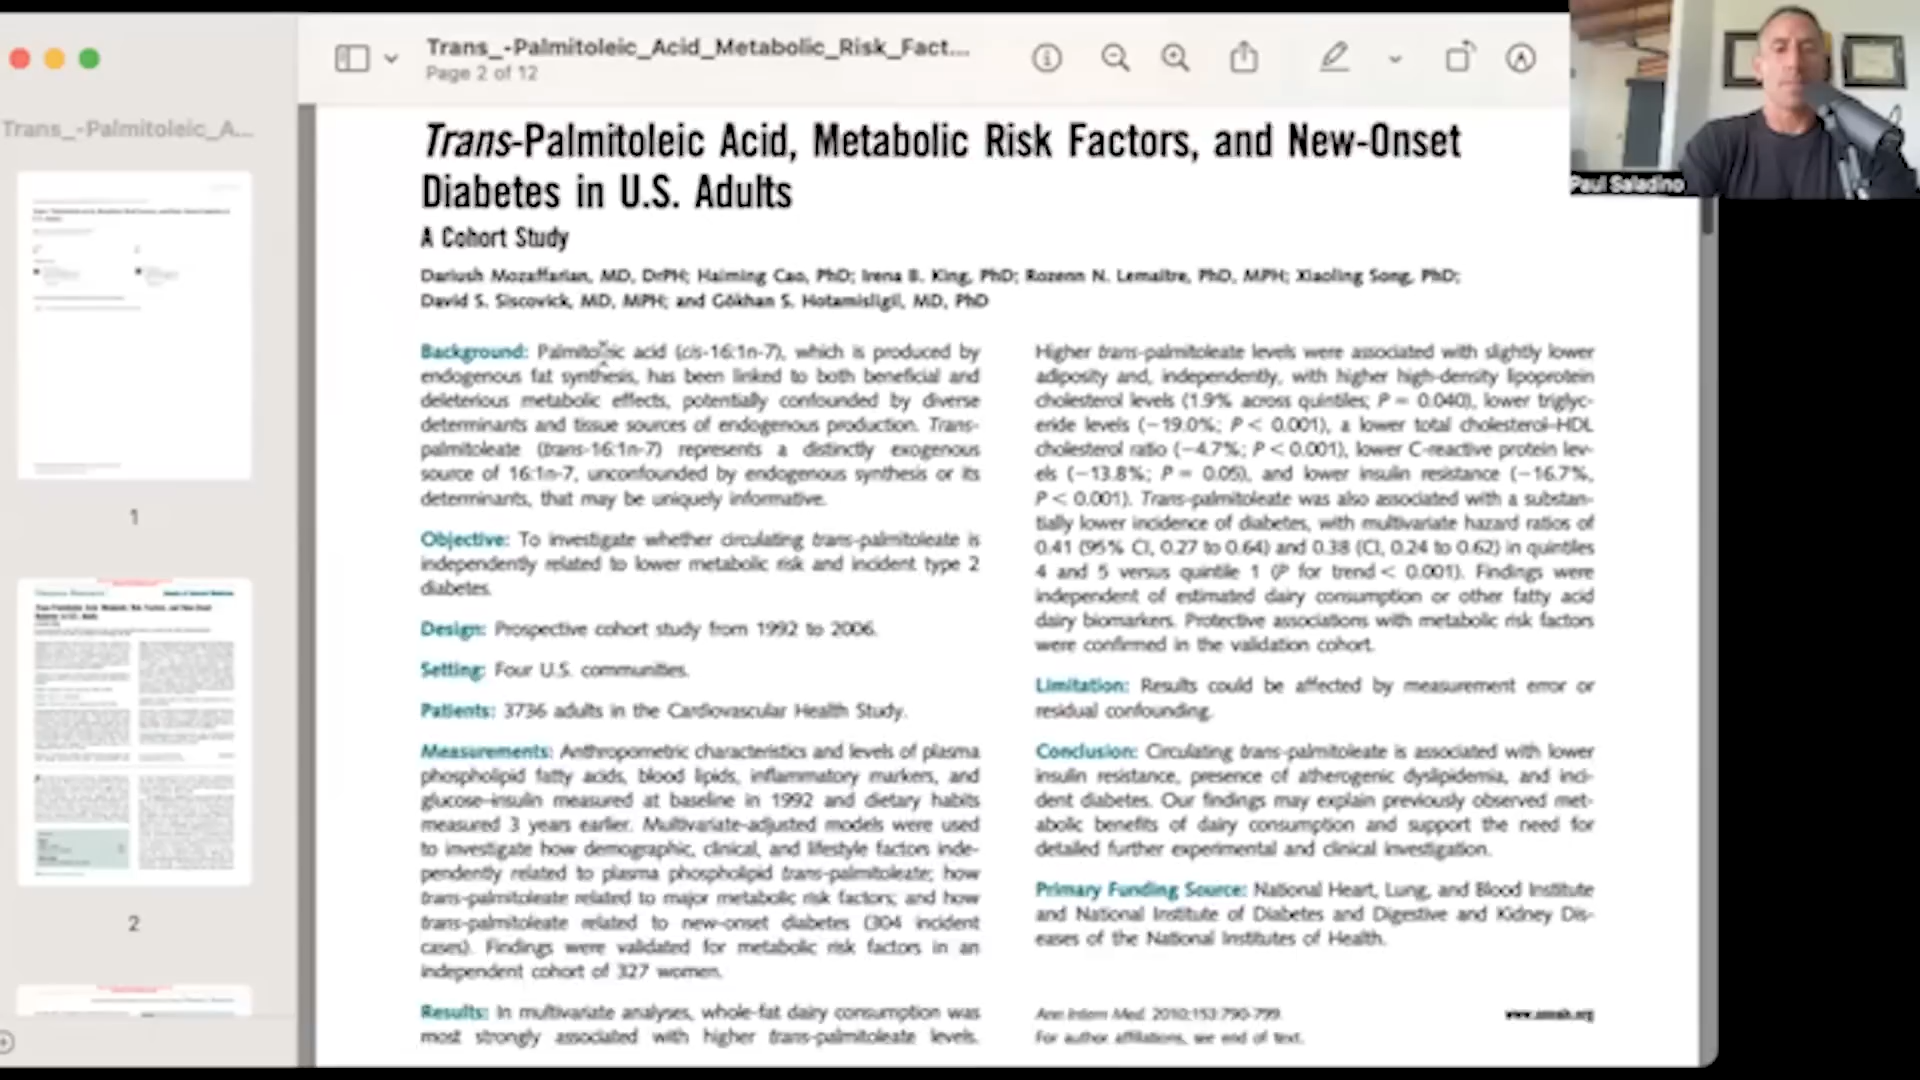 Trans_-Palmitoleic_Acid_Metabolic_Risk_Fact...
Page 2 of 12
Paul Saladino
Trans_-Palmitoleic_A...
1
2
Trans-Palmitoleic Acid, Metabolic Risk Factors, and New-Onset
Diabetes in U.S. Adults
A Cohort Study
Dariush Mozaffarian, MD, DrPH; Haiming Cao, PhD; Irena B. King, PhD; Rozenn N. Lemaitre, PhD, MPH; Xiaoling Song, PhD;
David S. Siscovick, MD, MPH; and Gökhan S. Hotamisligil, MD, PhD
Background: Palmitoleic acid (cis-16:1n-7), which is produced by
endogenous fat synthesis, has been linked to both beneficial and
deleterious metabolic effects, potentially confounded by diverse
determinants and tissue sources of endogenous production. Trans-
palmitoleate (trans-16:1n-7) represents a distinctly exogenous
source of 16:1n-7, unconfounded by endogenous synthesis or its
determinants, that may be uniquely informative.
Objective: To investigate whether circulating trans-palmitoleate is
independently related to lower metabolic risk and incident type 2
diabetes.
Design: Prospective cohort study from 1992 to 2006.
Setting: Four U.S. communities.
Patients: 3736 adults in the Cardiovascular Health Study.
Measurements: Anthropometric characteristics and levels of plasma
phospholipid fatty acids, blood lipids, inflammatory markers, and
glucose–insulin measured at baseline in 1992 and dietary habits
measured 3 years earlier. Multivariate-adjusted models were used
to investigate how demographic, clinical, and lifestyle factors inde-
pendently related to plasma phospholipid trans-palmitoleate; how
trans-palmitoleate related to major metabolic risk factors; and how
trans-palmitoleate related to new-onset diabetes (304 incident
cases). Findings were validated for metabolic risk factors in an
independent cohort of 327 women.
Results: In multivariate analyses, whole-fat dairy consumption was
most strongly associated with higher trans-palmitoleate levels.
Higher trans-palmitoleate levels were associated with slightly lower
adiposity and, independently, with higher high-density lipoprotein
cholesterol levels (1.9% across quintiles; P = 0.040), lower triglyc-
eride levels (−19.0%; P < 0.001), a lower total cholesterol–HDL
cholesterol ratio (−4.7%; P < 0.001), lower C-reactive protein lev-
els (−13.8%; P = 0.05), and lower insulin resistance (−16.7%,
P < 0.001). Trans-palmitoleate was also associated with a substan-
tially lower incidence of diabetes, with multivariate hazard ratios of
0.41 (95% CI, 0.27 to 0.64) and 0.38 (CI, 0.24 to 0.62) in quintiles
4 and 5 versus quintile 1 (P for trend < 0.001). Findings were
independent of estimated dairy consumption or other fatty acid
dairy biomarkers. Protective associations with metabolic risk factors
were confirmed in the validation cohort.
Limitation: Results could be affected by measurement error or
residual confounding.
Conclusion: Circulating trans-palmitoleate is associated with lower
insulin resistance, presence of atherogenic dyslipidemia, and inci-
dent diabetes. Our findings may explain previously observed met-
abolic benefits of dairy consumption and support the need for
detailed further experimental and clinical investigation.
Primary Funding Source: National Heart, Lung, and Blood Institute
and National Institute of Diabetes and Digestive and Kidney Dis-
eases of the National Institutes of Health.
Ann Intern Med. 2010;153:790-799.
www.annals.org
For author affiliations, see end of text.